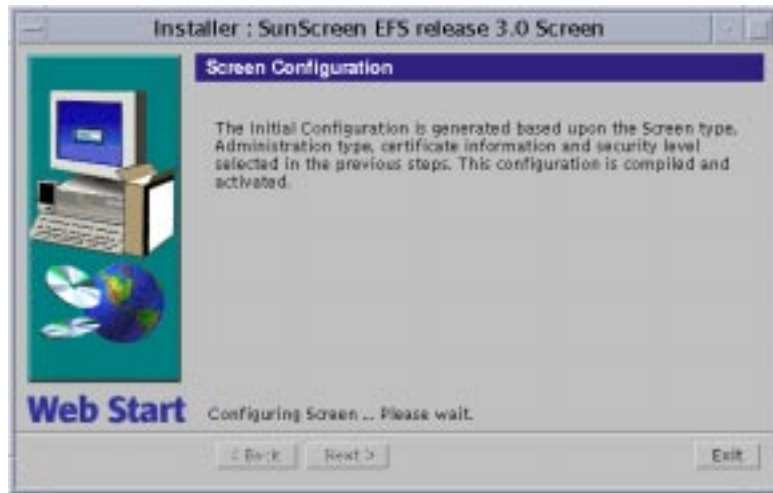 Installer : SunScreen EFS release 3.0 Screen
Screen Configuration
The Initial Configuration is generated based upon the Screen type,
Administration type, certificate information and security level
selected in the previous steps. This configuration is compiled and
activated.
Web Start
Configuring Screen ... Please wait.
< Back Next > Exit